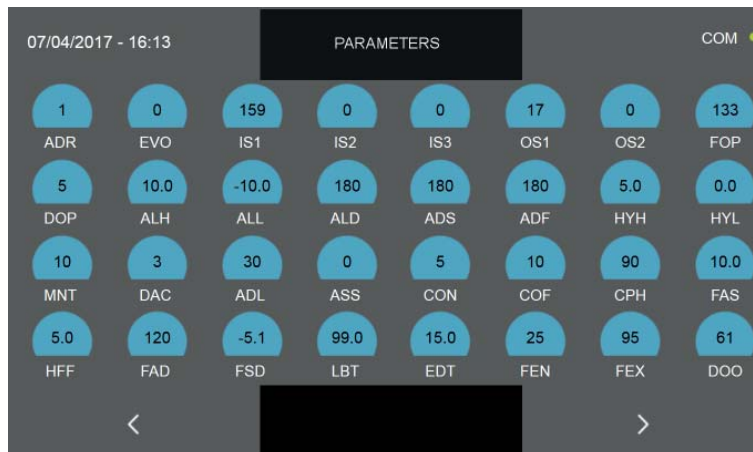 07/04/2017 - 16:13 PARAMETERS COM
1 0 159 0 0 17 0 133
ADR EVO IS1 IS2 IS3 OS1 OS2 FOP
5 10.0 -10.0 180 180 180 5.0 0.0
DOP ALH ALL ALD ADS ADF HYH HYL
10 3 30 0 5 10 90 10.0
MNT DAC ADL ASS CON COF CPH FAS
5.0 120 -5.1 99.0 15.0 25 95 61
HFF FAD FSD LBT EDT FEN FEX DOO